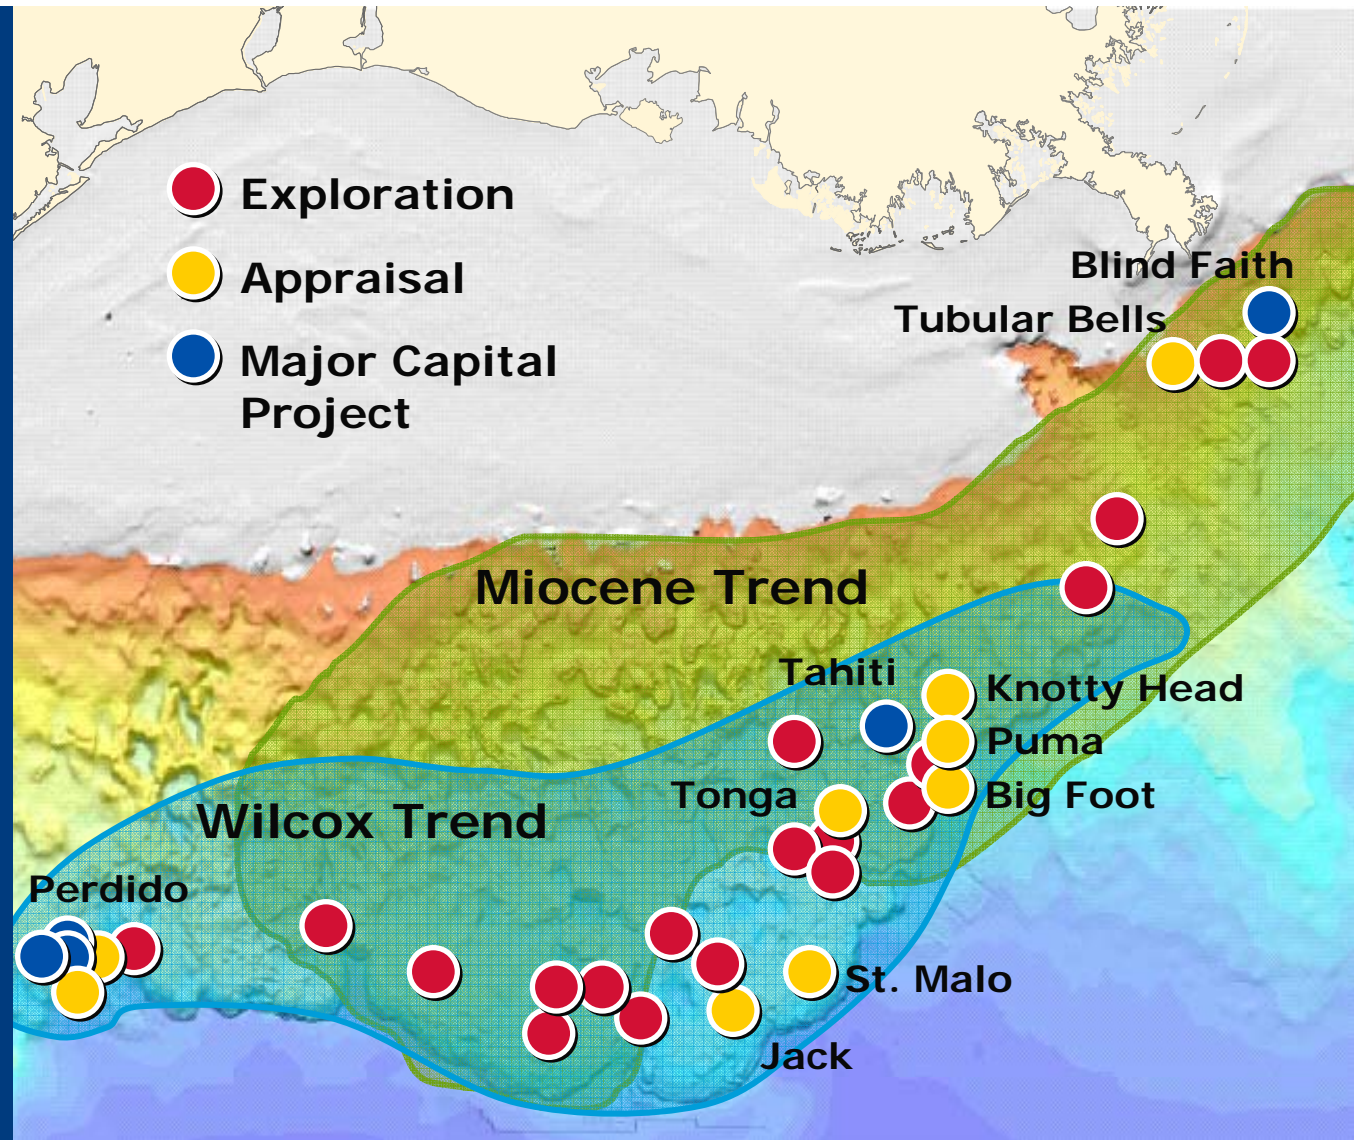 Exploration
Appraisal
Major Capital
Project
Blind Faith
Tubular Bells
Miocene Trend
Tahiti
Knotty Head
Puma
Tonga
Big Foot
Wilcox Trend
Perdido
St. Malo
Jack